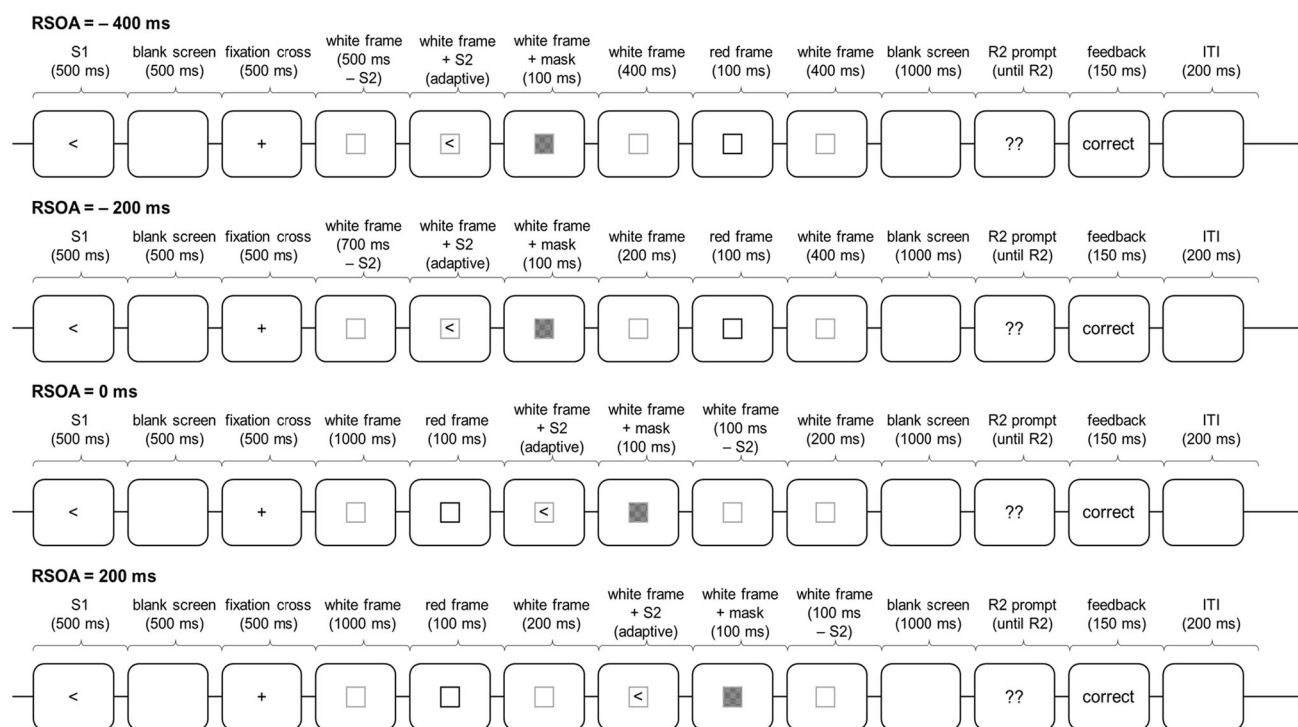 RSOA = – 400 ms
S1 (500 ms)
blank screen (500 ms)
fixation cross (500 ms)
white frame (500 ms – S2)
white frame + S2 (adaptive)
white frame + mask (100 ms)
white frame (400 ms)
red frame (100 ms)
white frame (400 ms)
blank screen (1000 ms)
R2 prompt (until R2)
feedback (150 ms)
ITI (200 ms)
< + < ?? correct
RSOA = – 200 ms
S1 (500 ms)
blank screen (500 ms)
fixation cross (500 ms)
white frame (700 ms – S2)
white frame + S2 (adaptive)
white frame + mask (100 ms)
white frame (200 ms)
red frame (100 ms)
white frame (400 ms)
blank screen (1000 ms)
R2 prompt (until R2)
feedback (150 ms)
ITI (200 ms)
< + < ?? correct
RSOA = 0 ms
S1 (500 ms)
blank screen (500 ms)
fixation cross (500 ms)
white frame (1000 ms)
red frame (100 ms)
white frame + S2 (adaptive)
white frame + mask (100 ms)
white frame (100 ms – S2)
white frame (200 ms)
blank screen (1000 ms)
R2 prompt (until R2)
feedback (150 ms)
ITI (200 ms)
< + < ?? correct
RSOA = 200 ms
S1 (500 ms)
blank screen (500 ms)
fixation cross (500 ms)
white frame (1000 ms)
red frame (100 ms)
white frame (200 ms)
white frame + S2 (adaptive)
white frame + mask (100 ms)
white frame (100 ms – S2)
blank screen (1000 ms)
R2 prompt (until R2)
feedback (150 ms)
ITI (200 ms)
< + < ?? correct